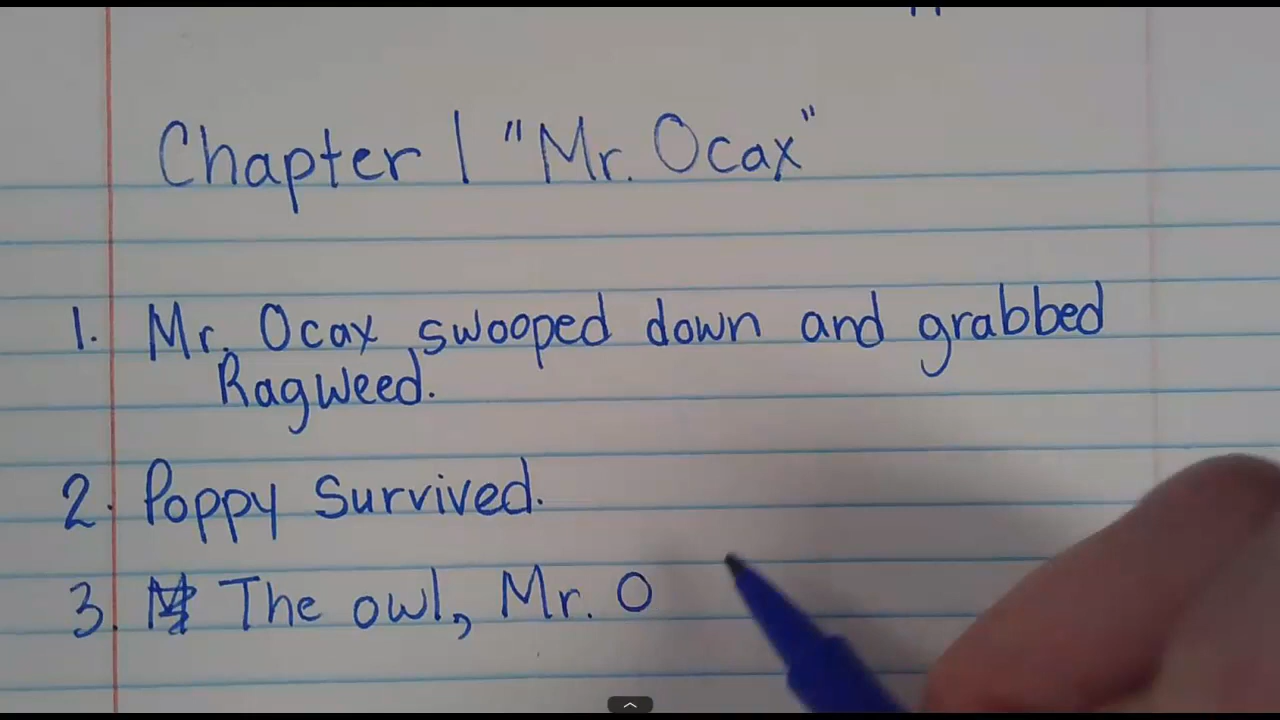 Chapter 1 "Mr. Ocax"
1. Mr. Ocax swooped down and grabbed
Ragweed.
2. Poppy Survived.
3. The owl, Mr. O